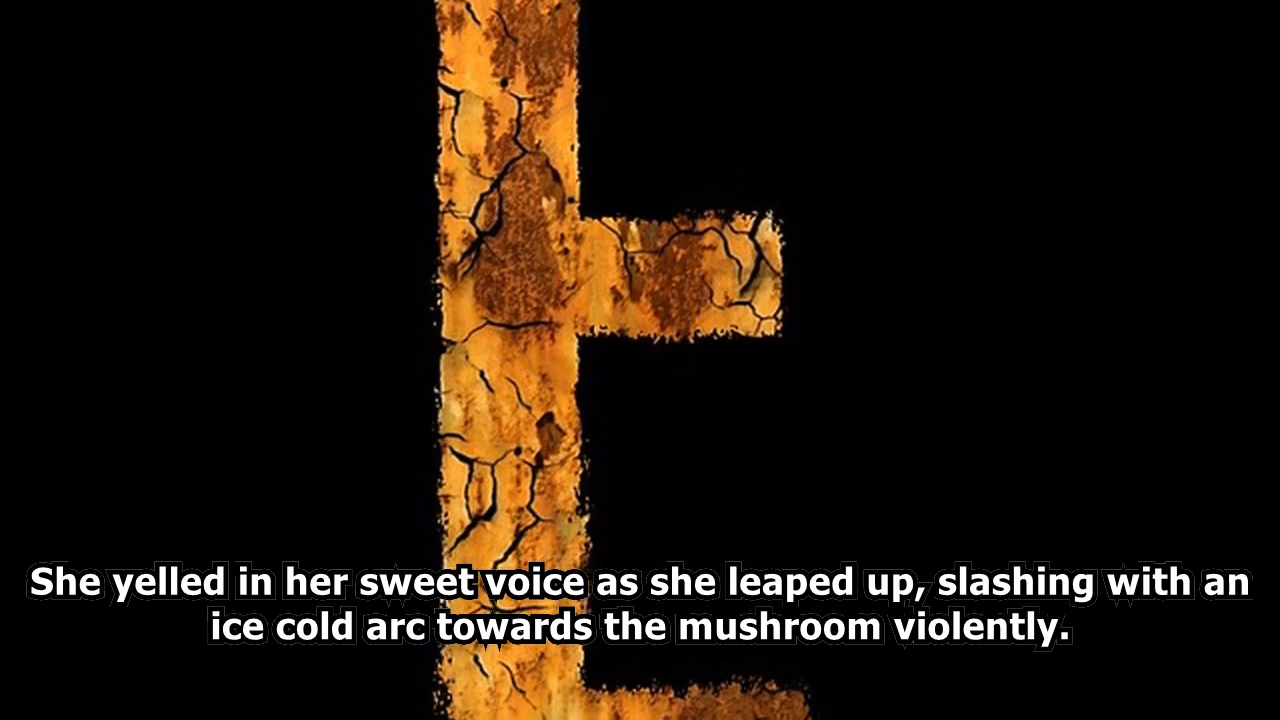 She yelled in her sweet voice as she leaped up, slashing with an
ice cold arc towards the mushroom violently.